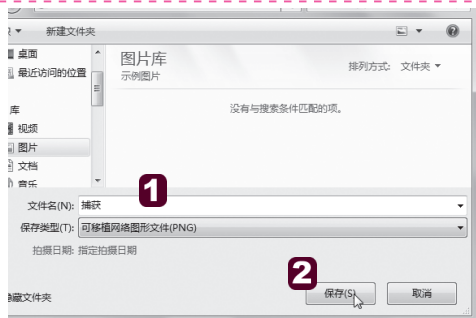 新建文件夹
桌面
最近访问的位置
库
视频
图片
文档
音乐
图片库
示例图片
排列方式: 文件夹
没有与搜索条件匹配的项。
1
文件名(N): 捕获
保存类型(T): 可移植网络图形文件(PNG)
拍摄日期: 指定拍摄日期
2
藏文件夹
保存(S)
取消